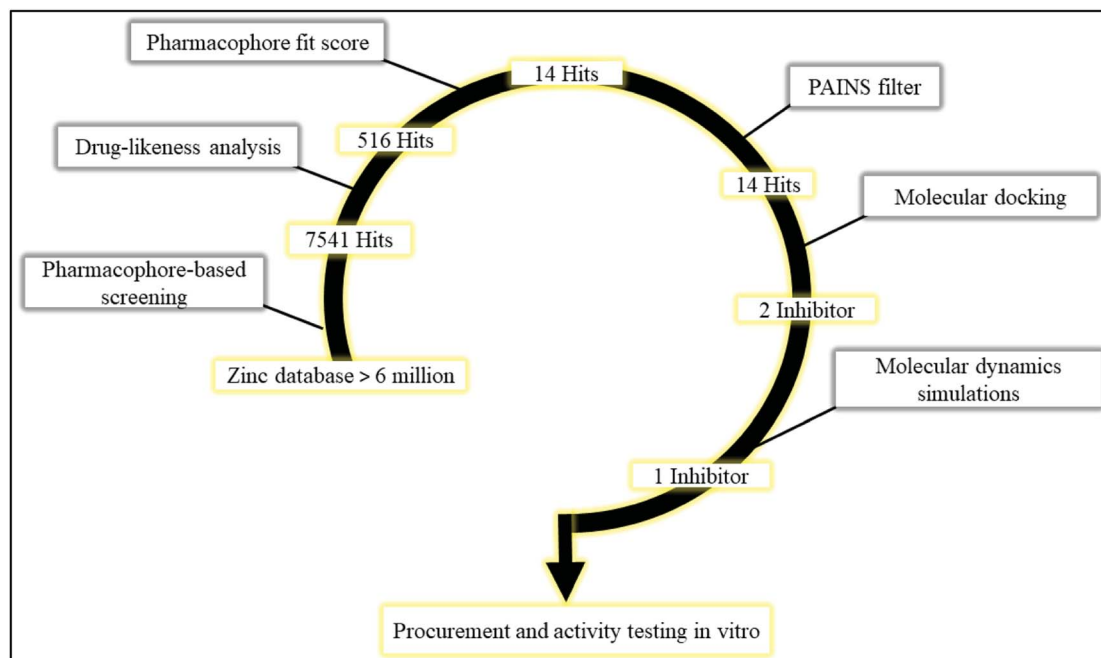 Pharmacophore fit score
14 Hits
PAINS filter
516 Hits
Drug-likeness analysis
14 Hits
Molecular docking
7541 Hits
Pharmacophore-based
screening
2 Inhibitor
Zinc database > 6 million
Molecular dynamics
simulations
1 Inhibitor
Procurement and activity testing in vitro